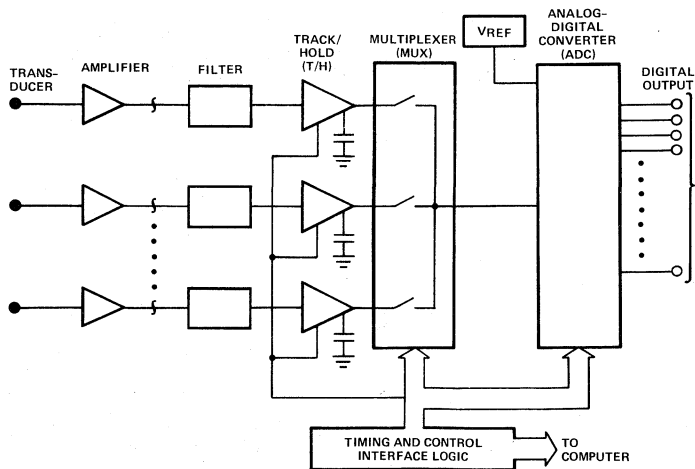 TRANS-
DUCER
AMPLIFIER
FILTER
TRACK/
HOLD
(T/H)
MULTIPLEXER
(MUX)
VREF
ANALOG-
DIGITAL
CONVERTER
(ADC)
DIGITAL
OUTPUT
TIMING AND CONTROL
INTERFACE LOGIC
TO
COMPUTER